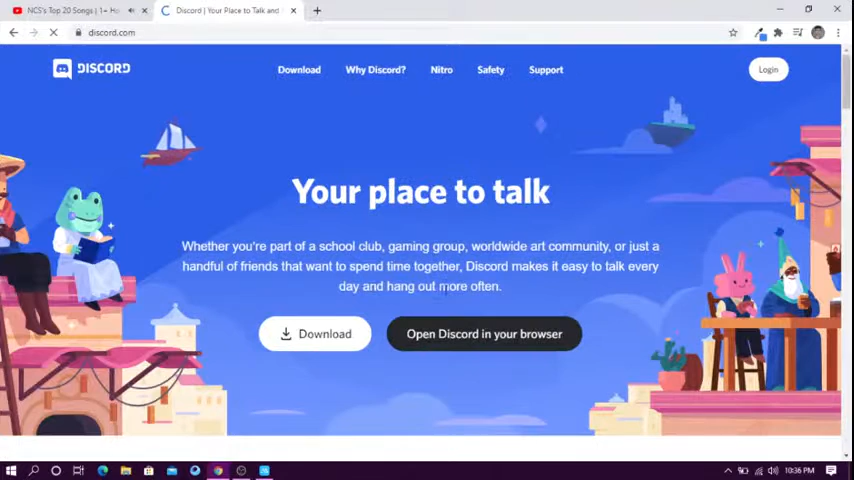 NCS's Top 20 Songs | 1+ Ho
Discord | Your Place to Talk and
discord.com
DISCORD
Download
Why Discord?
Nitro
Safety
Support
Login
Your place to talk
Whether you're part of a school club, gaming group, worldwide art community, or just a
handful of friends that want to spend time together, Discord makes it easy to talk every
day and hang out more often.
Download
Open Discord in your browser
10:36 PM